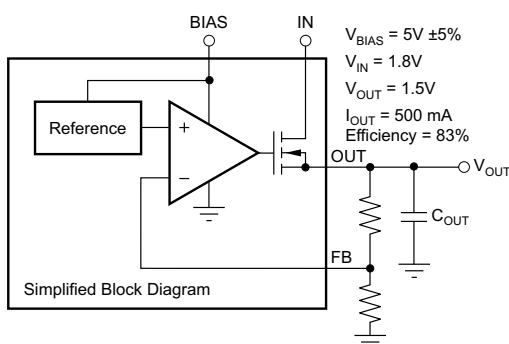 BIAS
IN
V_BIAS = 5V ±5%
V_IN = 1.8V
V_OUT = 1.5V
I_OUT = 500 mA
Efficiency = 83%
Reference
+
−
OUT
V_OUT
C_OUT
FB
Simplified Block Diagram